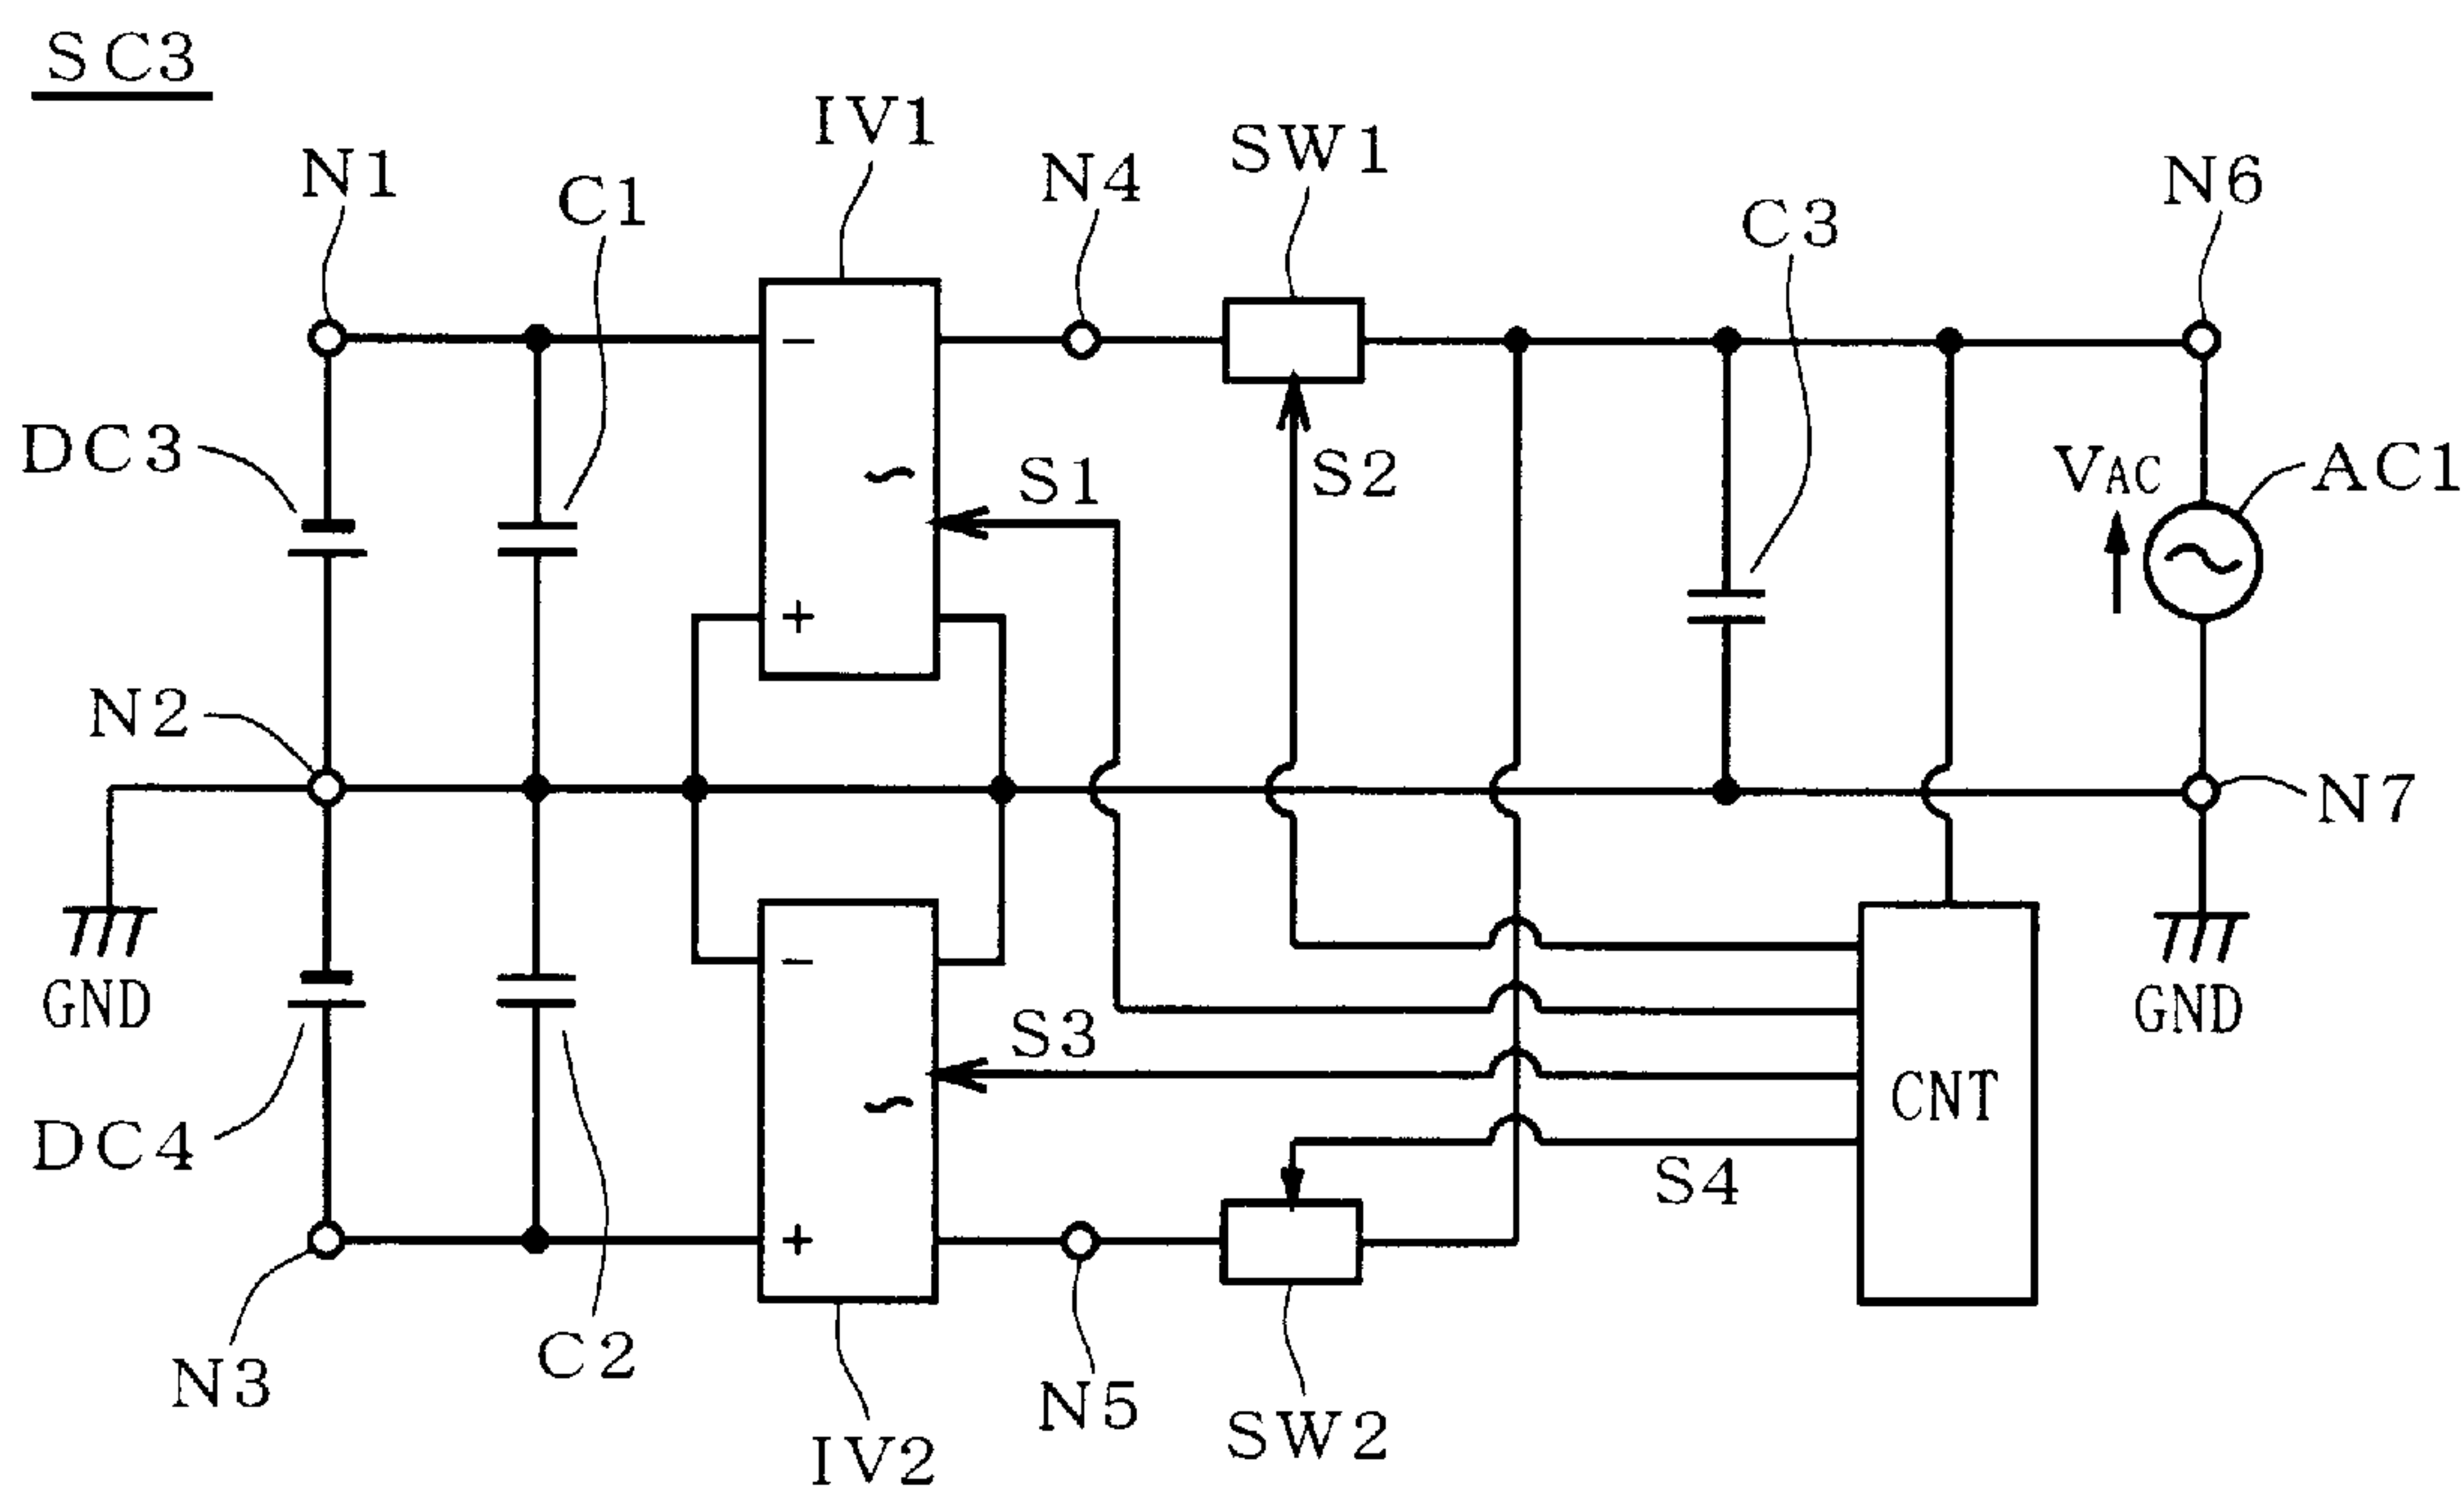 SC3
IV1
SW1
N1
C1
N4
N6
C3
−
DC3
S1
S2
VAC
AC1
+
N2
N7
GND
−
GND
S3
CNT
DC4
S4
+
N3
C2
N5
SW2
IV2